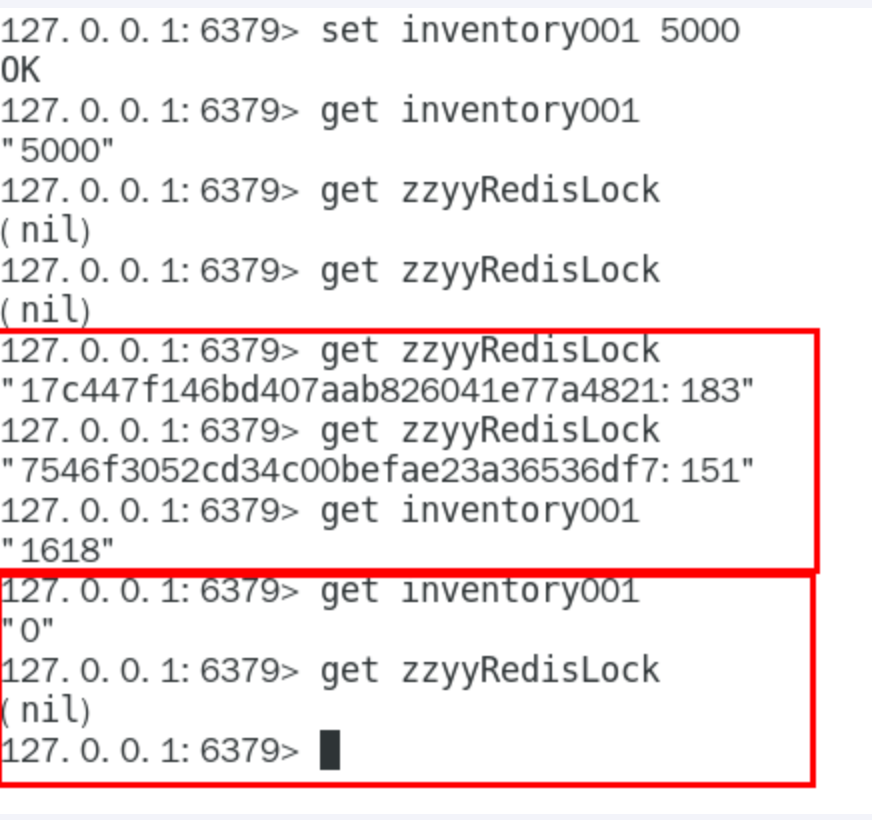 127.0.0.1:6379> set inventory001 5000
OK
127.0.0.1:6379> get inventory001
"5000"
127.0.0.1:6379> get zzyyRedisLock
(nil)
127.0.0.1:6379> get zzyyRedisLock
(nil)
127.0.0.1:6379> get zzyyRedisLock
"17c447f146bd407aab826041e77a4821:183"
127.0.0.1:6379> get zzyyRedisLock
"7546f3052cd34c00befae23a36536df7:151"
127.0.0.1:6379> get inventory001
"1618"
127.0.0.1:6379> get inventory001
"0"
127.0.0.1:6379> get zzyyRedisLock
(nil)
127.0.0.1:6379>